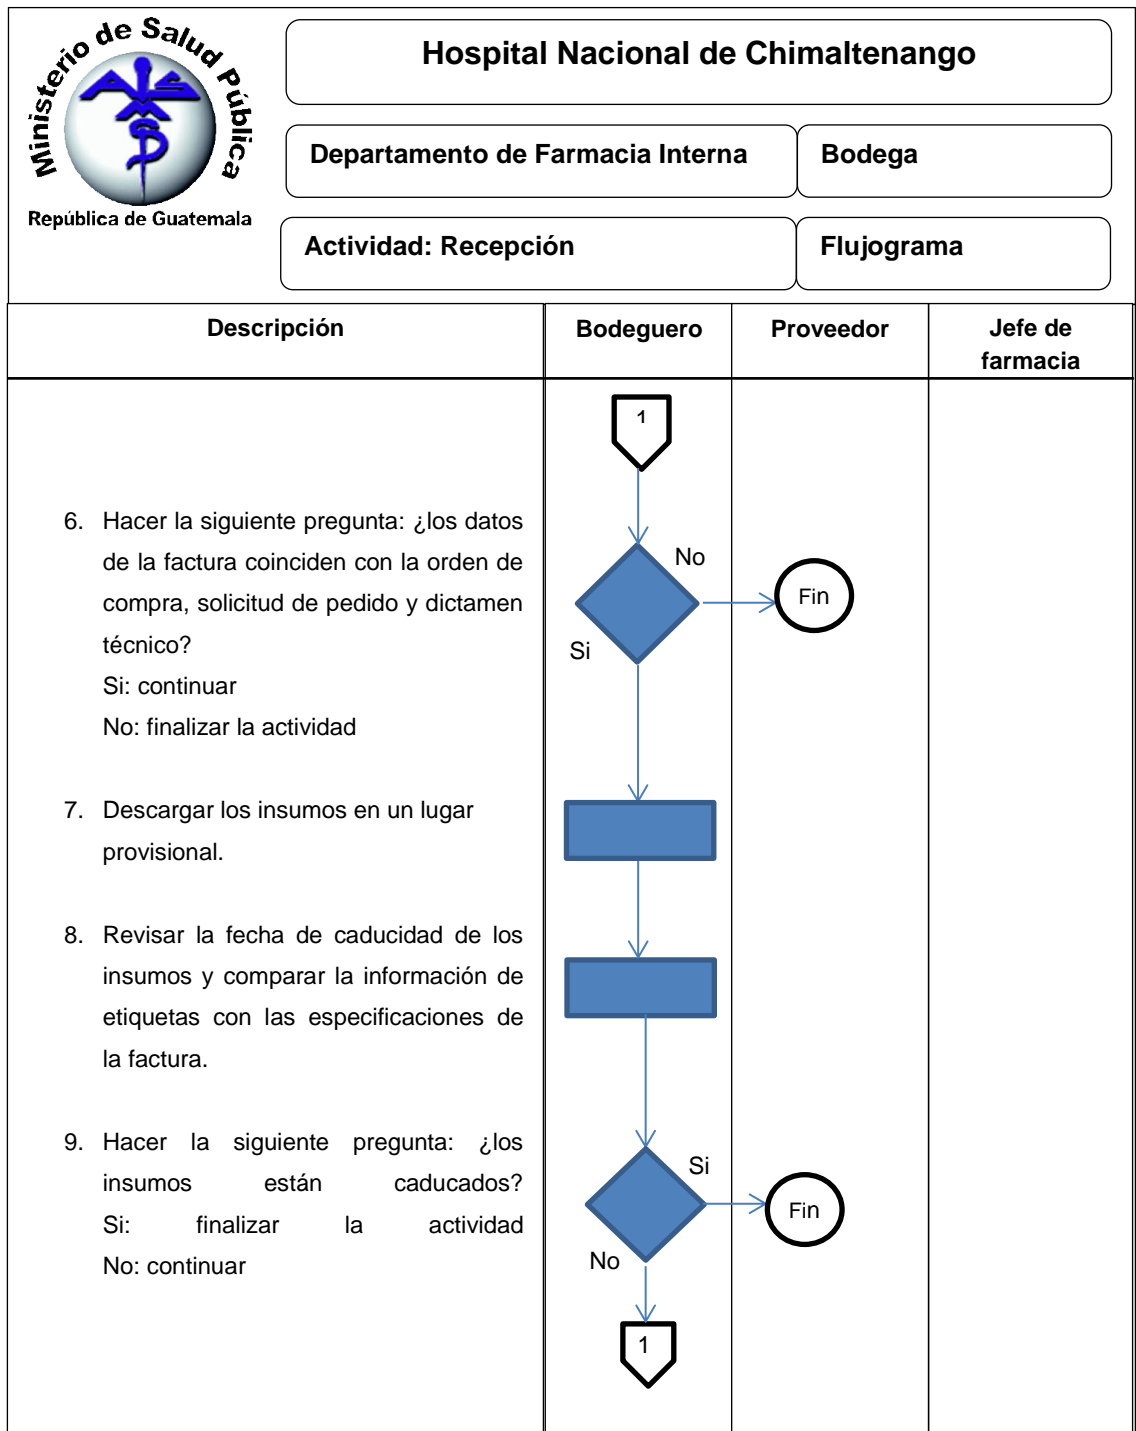 Ministerio de Salud Pública
República de Guatemala
Hospital Nacional de Chimaltenango
Departamento de Farmacia Interna
Bodega
Actividad: Recepción
Flujograma
Descripción
Bodeguero
Proveedor
Jefe de
farmacia
1
6. Hacer la siguiente pregunta: ¿los datos
de la factura coinciden con la orden de
compra, solicitud de pedido y dictamen
técnico?
Si: continuar
No: finalizar la actividad
No
Fin
Si
7. Descargar los insumos en un lugar
provisional.
8. Revisar la fecha de caducidad de los
insumos y comparar la información de
etiquetas con las especificaciones de
la factura.
9. Hacer la siguiente pregunta: ¿los
insumos están caducados?
Si: finalizar la actividad
No: continuar
Si
Fin
No
1